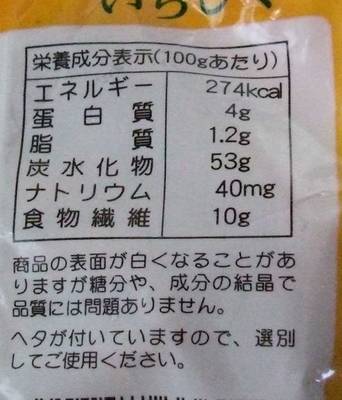 いちじく
栄養成分表示(100gあたり)
エネルギー 274kcal
蛋白質 4g
脂質 1.2g
炭水化物 53g
ナトリウム 40mg
食物繊維 10g
商品の表面が白くなることがあ
りますが糖分や、成分の結晶で
品質には問題ありません。
ヘタが付いていますので、選別
してご使用ください。